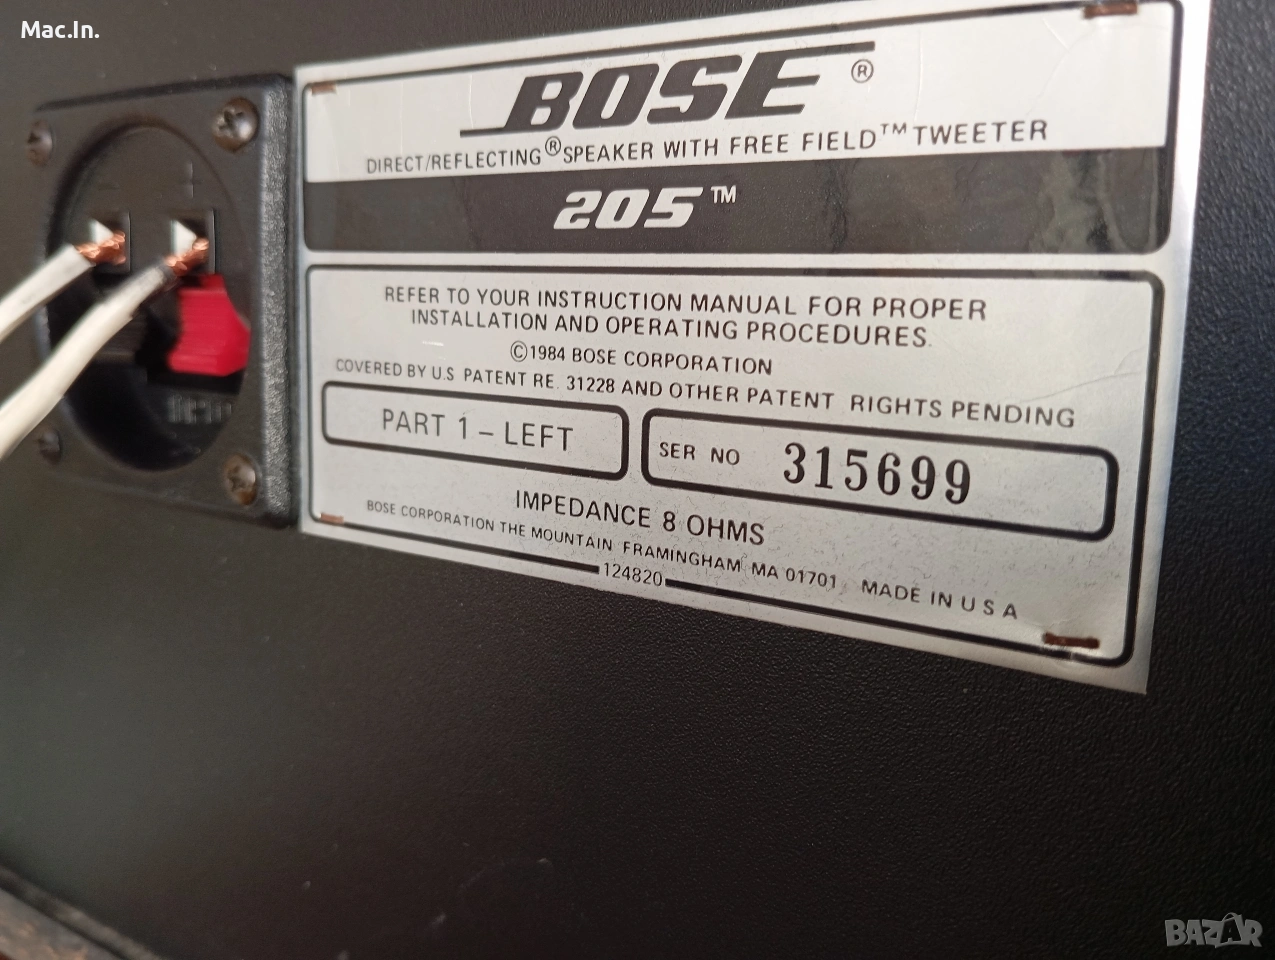 Mac.In.
BOSE®
DIRECT/REFLECTING® SPEAKER WITH FREE FIELD™ TWEETER
205™
REFER TO YOUR INSTRUCTION MANUAL FOR PROPER
INSTALLATION AND OPERATING PROCEDURES.
©1984 BOSE CORPORATION
COVERED BY U.S PATENT RE. 31228 AND OTHER PATENT RIGHTS PENDING
PART 1 – LEFT
SER NO 315699
IMPEDANCE 8 OHMS
BOSE CORPORATION THE MOUNTAIN FRAMINGHAM, MA 01701 MADE IN U S A
124820
- +
BAZAR